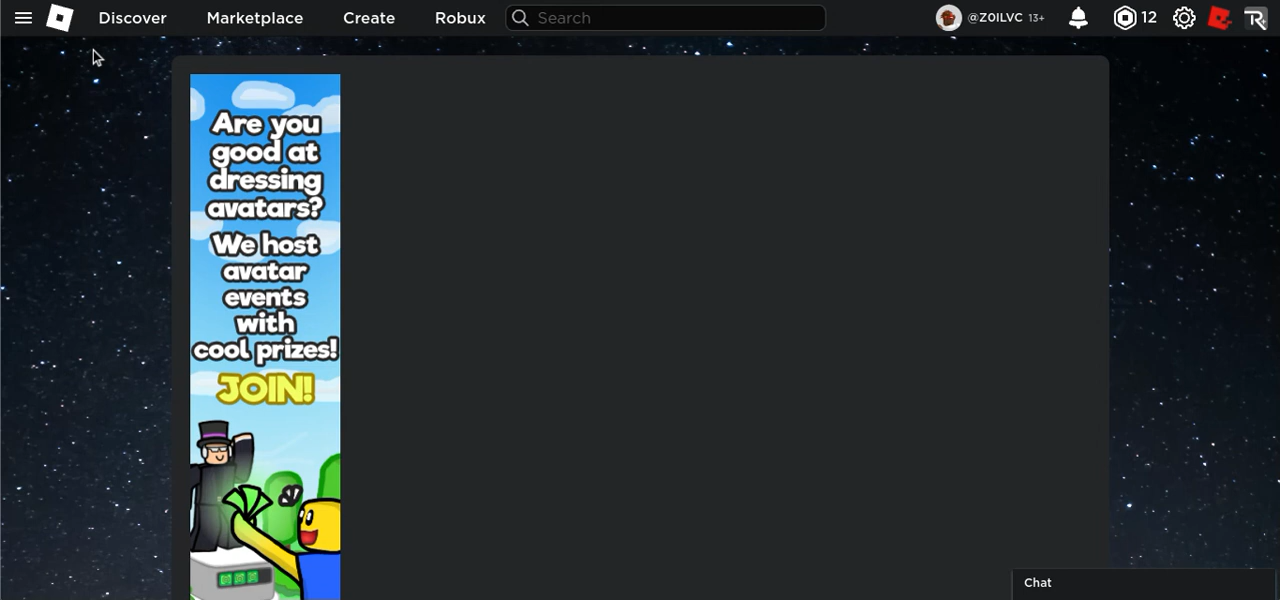 Discover Marketplace Create Robux Search @Z0ILVC 13+ 12
Are you
good at
dressing
avatars?
We host
avatar
events
with
cool prizes!
JOIN!
Chat